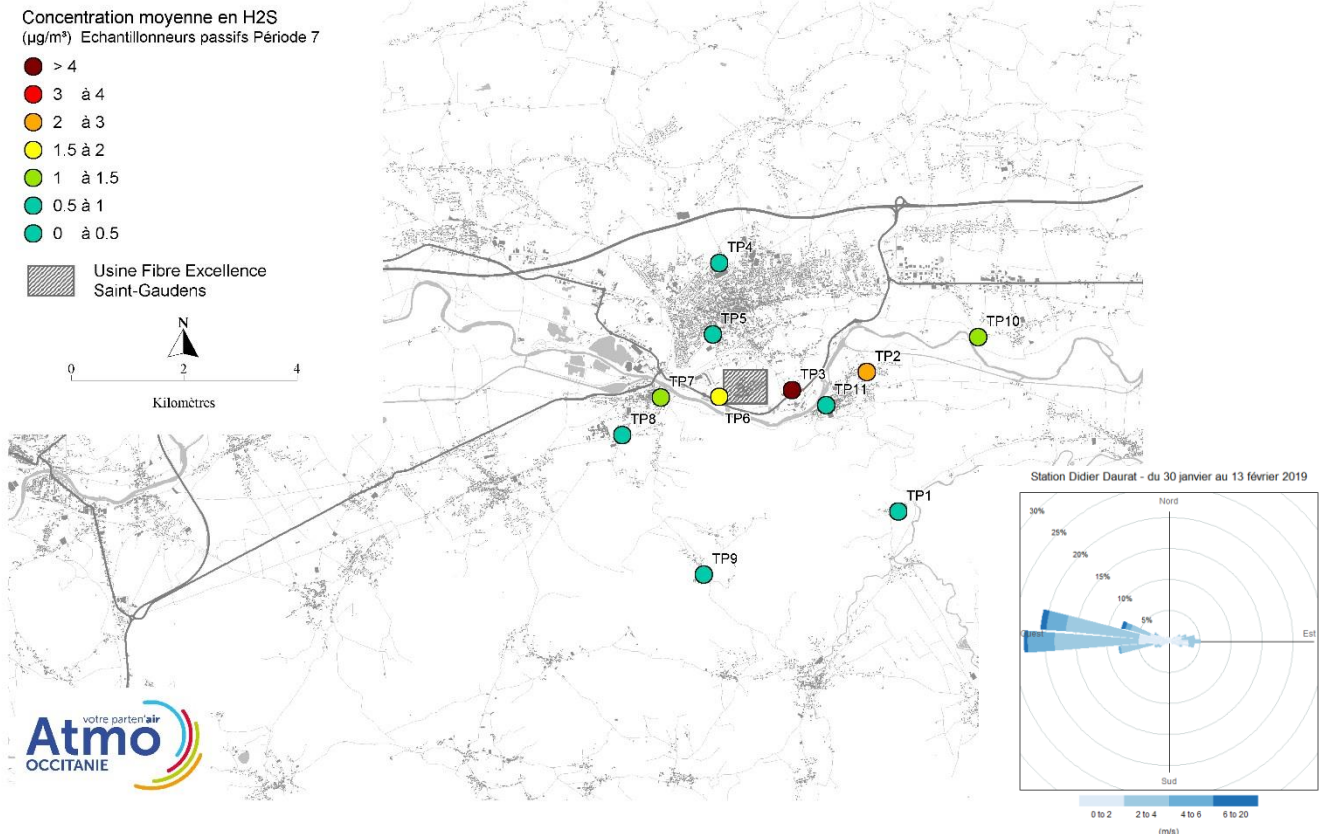 Concentration moyenne en H2S
(µg/m³) Echantillonneurs passifs Période 7
> 4
3 à 4
2 à 3
1.5 à 2
1 à 1.5
0.5 à 1
0 à 0.5
Usine Fibre Excellence
Saint-Gaudens
N
0 2 4
Kilomètres
TP4
TP5
TP10
TP2
TP3
TP7
TP11
TP6
TP8
TP1
TP9
Station Didier Daurat - du 30 janvier au 13 février 2019
Nord
30%
25%
20%
15%
10%
5%
Ouest
Est
Sud
0 to 2 2 to 4 4 to 6 6 to 20
(m/s)
votre parten'air
Atmo
OCCITANIE